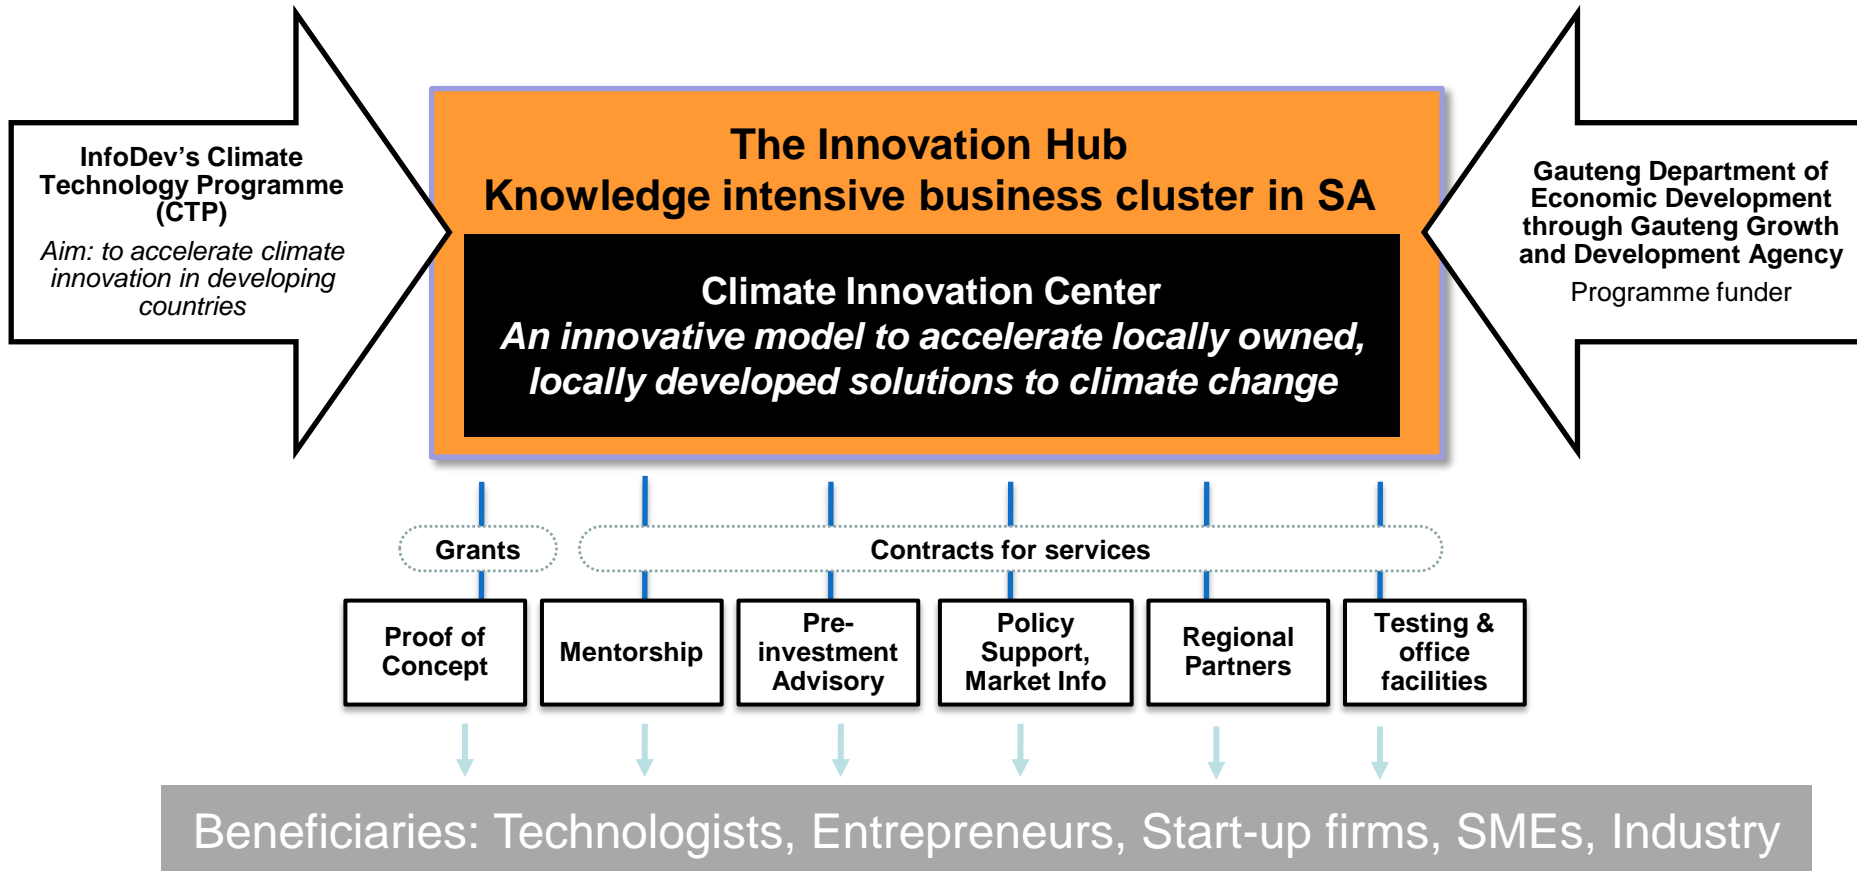 InfoDev's Climate
Technology Programme
(CTP)
Aim: to accelerate climate
innovation in developing
countries
The Innovation Hub
Knowledge intensive business cluster in SA
Climate Innovation Center
An innovative model to accelerate locally owned,
locally developed solutions to climate change
Gauteng Department of
Economic Development
through Gauteng Growth
and Development Agency
Programme funder
Grants
Contracts for services
Proof of
Concept
Mentorship
Pre-
investment
Advisory
Policy
Support,
Market Info
Regional
Partners
Testing &
office
facilities
Beneficiaries: Technologists, Entrepreneurs, Start-up firms, SMEs, Industry